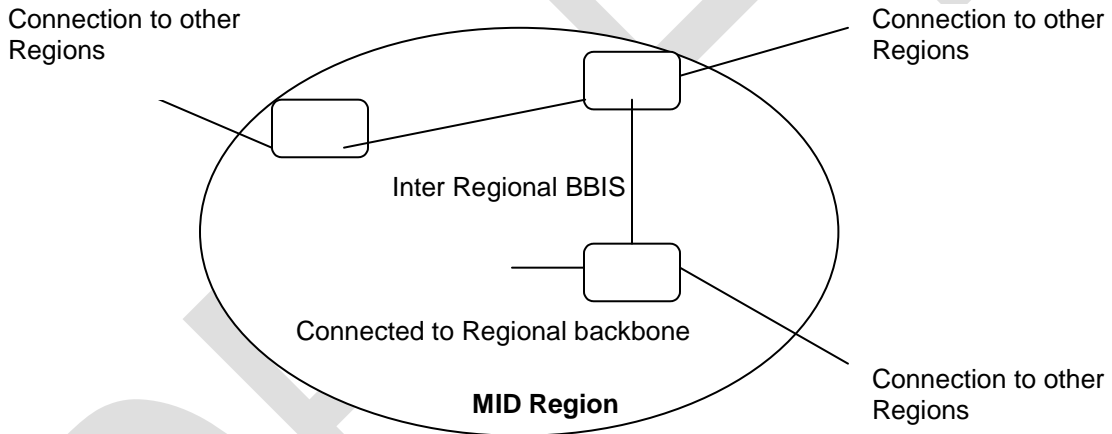 Connection to other
Regions
Connection to other
Regions
Inter Regional BBIS
Connected to Regional backbone
MID Region
Connection to other
Regions